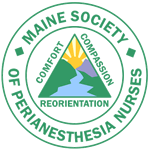 MAINE SOCIETY
OF PERIANESTHESIA NURSES
COMFORT
COMPASSION
REORIENTATION